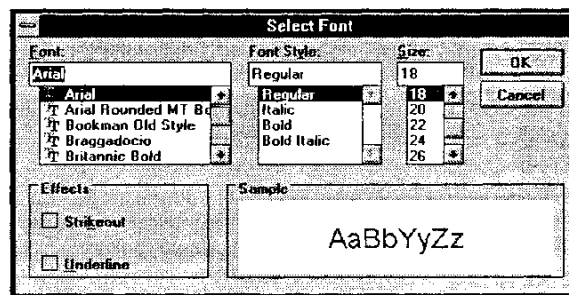 Select Font
Font:
Font Style:
Size:
Arial
Regular
18
OK
Cancel
Arial
Arial Rounded MT Bo
Bookman Old Style
Braggadocio
Britannic Bold
Regular
Italic
Bold
Bold Italic
18
20
22
24
26
Effects
Strikeout
Underline
Sample
AaBbYyZz